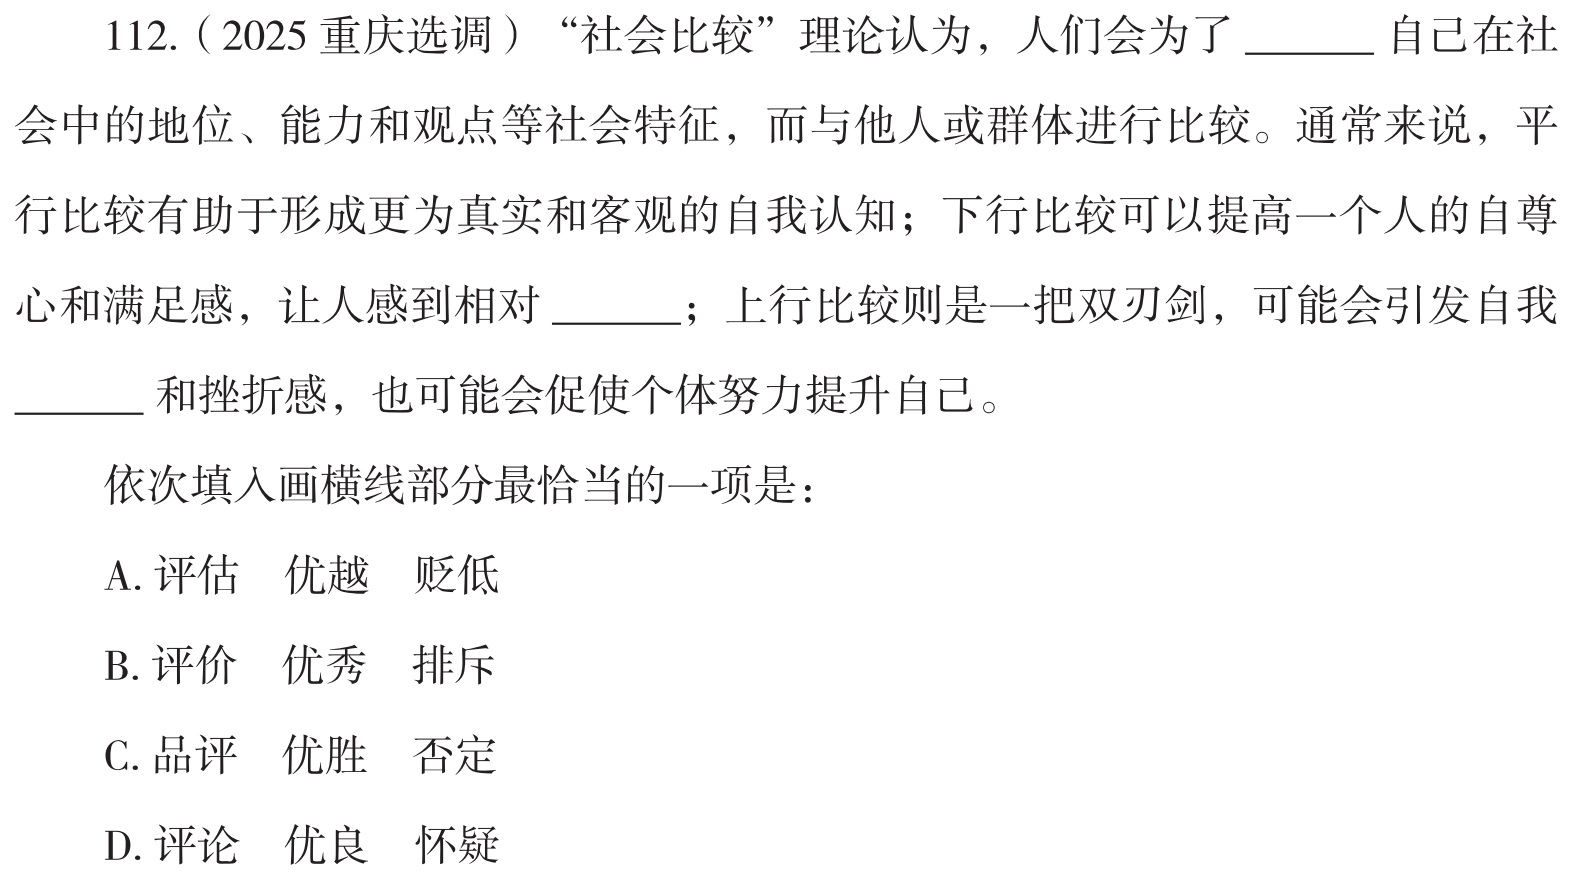 112.（2025 重庆选调）“社会比较”理论认为，人们会为了 ______ 自己在社
会中的地位、能力和观点等社会特征，而与他人或群体进行比较。通常来说，平
行比较有助于形成更为真实和客观的自我认知；下行比较可以提高一个人的自尊
心和满足感，让人感到相对 ______；上行比较则是一把双刃剑，可能会引发自我
______ 和挫折感，也可能会促使个体努力提升自己。
依次填入画横线部分最恰当的一项是：
A. 评估　优越　贬低
B. 评价　优秀　排斥
C. 品评　优胜　否定
D. 评论　优良　怀疑